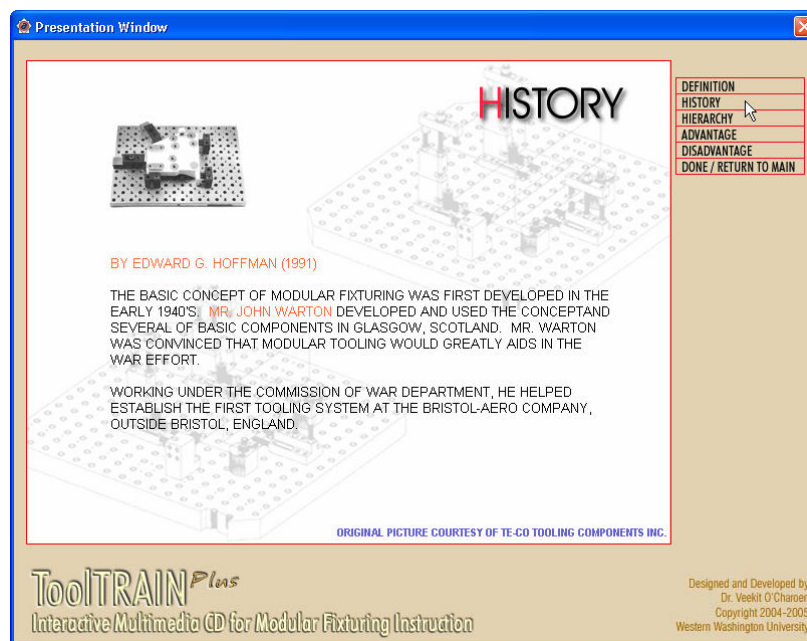 Presentation Window
HISTORY
DEFINITION
HISTORY
HIERARCHY
ADVANTAGE
DISADVANTAGE
DONE / RETURN TO MAIN
BY EDWARD G. HOFFMAN (1991)
THE BASIC CONCEPT OF MODULAR FIXTURING WAS FIRST DEVELOPED IN THE
EARLY 1940'S. MR. JOHN WARTON DEVELOPED AND USED THE CONCEPTAND
SEVERAL OF BASIC COMPONENTS IN GLASGOW, SCOTLAND. MR. WARTON
WAS CONVINCED THAT MODULAR TOOLING WOULD GREATLY AIDS IN THE
WAR EFFORT.
WORKING UNDER THE COMMISSION OF WAR DEPARTMENT, HE HELPED
ESTABLISH THE FIRST TOOLING SYSTEM AT THE BRISTOL-AERO COMPANY,
OUTSIDE BRISTOL, ENGLAND.
ORIGINAL PICTURE COURTESY OF TE-CO TOOLING COMPONENTS INC.
ToolTRAIN Plus
Interactive Multimedia CD for Modular Fixturing Instruction
Designed and Developed by
Dr. Veekit O'Charoen
Copyright 2004-2005
Western Washington University